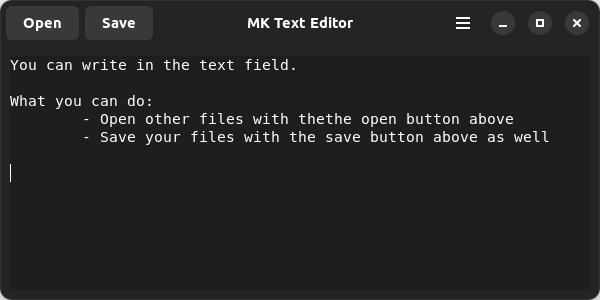 Open Save MK Text Editor
You can write in the text field.
What you can do:
- Open other files with thethe open button above
- Save your files with the save button above as well